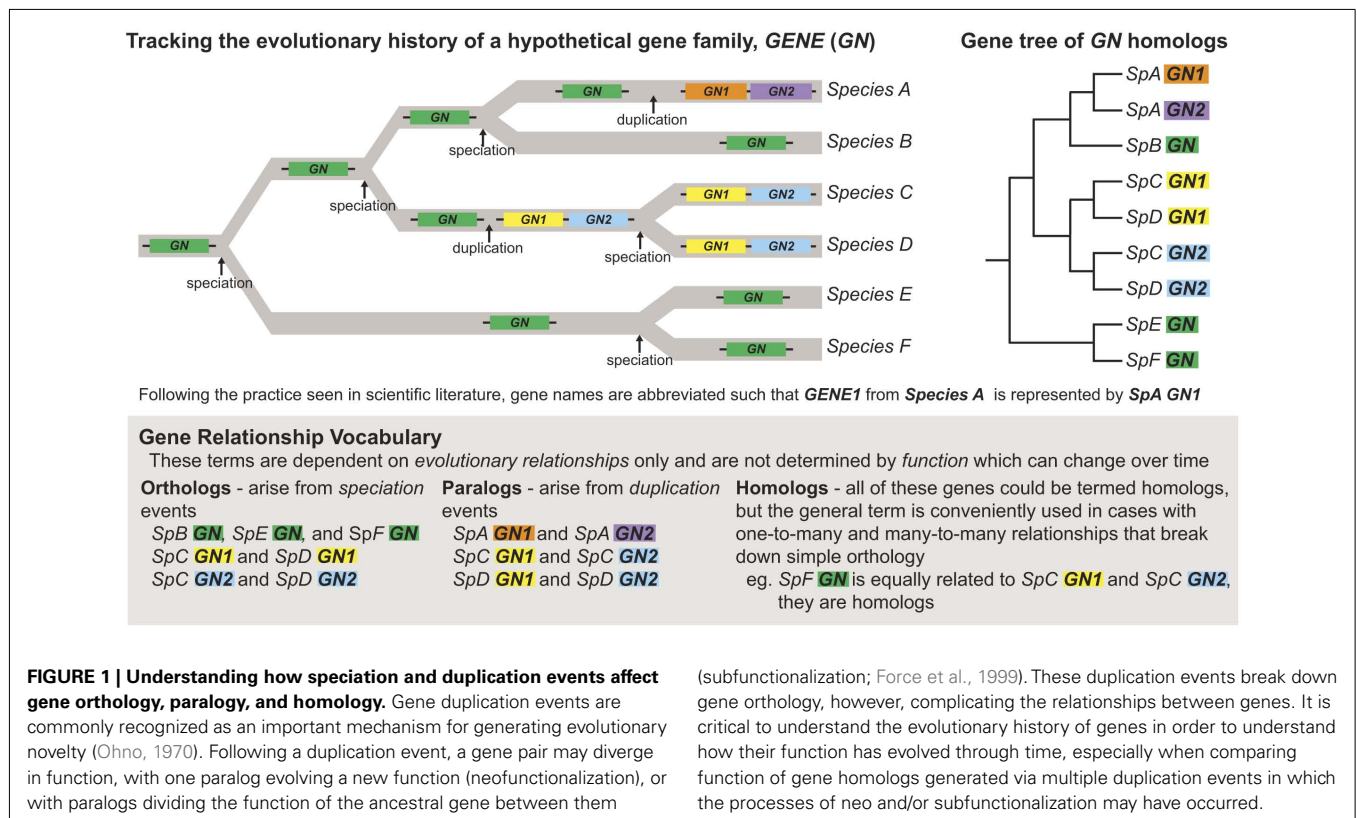 Tracking the evolutionary history of a hypothetical gene family, GENE (GN)
GN
speciation
GN
speciation
GN
speciation
GN
duplication
GN1 GN2
Species A
GN
Species B
GN
duplication
GN1 GN2
speciation
GN1 GN2
Species C
GN1 GN2
Species D
GN
speciation
GN
Species E
GN
Species F
Gene tree of GN homologs
SpA GN1
SpA GN2
SpB GN
SpC GN1
SpD GN1
SpC GN2
SpD GN2
SpE GN
SpF GN
Following the practice seen in scientific literature, gene names are abbreviated such that GENE1 from Species A is represented by SpA GN1
Gene Relationship Vocabulary
These terms are dependent on evolutionary relationships only and are not determined by function which can change over time
Orthologs - arise from speciation
events
SpB GN, SpE GN, and SpF GN
SpC GN1 and SpD GN1
SpC GN2 and SpD GN2
Paralogs - arise from duplication
events
SpA GN1 and SpA GN2
SpC GN1 and SpC GN2
SpD GN1 and SpD GN2
Homologs - all of these genes could be termed homologs,
but the general term is conveniently used in cases with
one-to-many and many-to-many relationships that break
down simple orthology
eg. SpF GN is equally related to SpC GN1 and SpC GN2,
they are homologs
FIGURE 1 | Understanding how speciation and duplication events affect
gene orthology, paralogy, and homology. Gene duplication events are
commonly recognized as an important mechanism for generating evolutionary
novelty (Ohno, 1970). Following a duplication event, a gene pair may diverge
in function, with one paralog evolving a new function (neofunctionalization), or
with paralogs dividing the function of the ancestral gene between them
(subfunctionalization; Force et al., 1999). These duplication events break down
gene orthology, however, complicating the relationships between genes. It is
critical to understand the evolutionary history of genes in order to understand
how their function has evolved through time, especially when comparing
function of gene homologs generated via multiple duplication events in which
the processes of neo and/or subfunctionalization may have occurred.